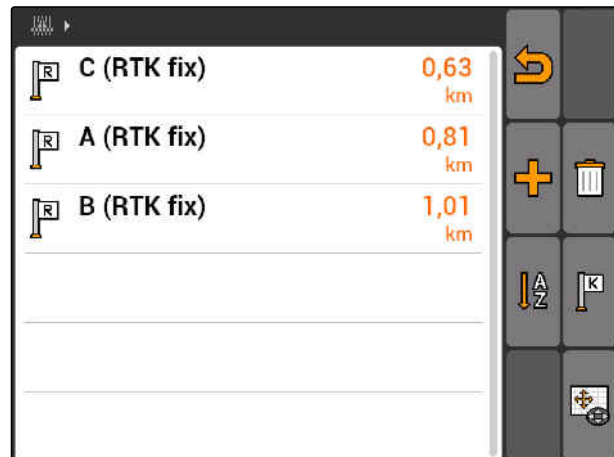 R C (RTK fix) 0,63
km
R A (RTK fix) 0,81
km
R B (RTK fix) 1,01
km
A
Z
K